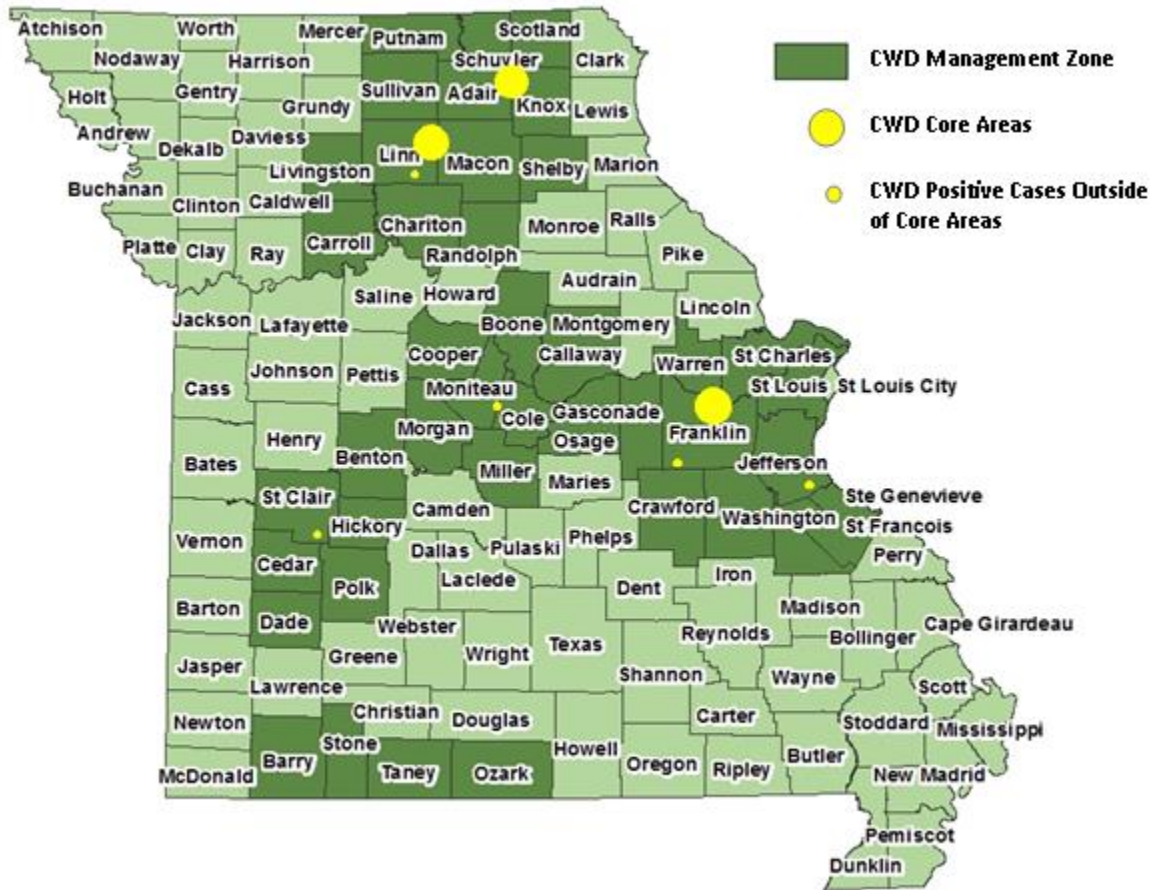 Atchison
Worth
Mercer
Putnam
Scotland
Nodaway
Harrison
Schuyler
Clark
CWD Management Zone
Holt
Gentry
Grundy
Sullivan
Adair
Knox
Lewis
Andrew
Dekalb
Daviess
CWD Core Areas
Linn
Macon
Shelby
Marion
Livingston
Buchanan
Clinton
Caldwell
CWD Positive Cases Outside
of Core Areas
Chariton
Monroe
Ralls
Platte
Clay
Ray
Carroll
Randolph
Pike
Audrain
Saline
Howard
Lincoln
Jackson
Lafayette
Boone
Montgomery
Cooper
Callaway
Warren
St Charles
Cass
Johnson
Pettis
Moniteau
St Louis
St Louis City
Cole
Gasconade
Henry
Morgan
Osage
Franklin
Bates
Benton
Miller
Maries
Jefferson
St Clair
Camden
Crawford
Washington
Ste Genevieve
Vernon
Hickory
Dallas
Pulaski
Phelps
St Francois
Perry
Cedar
Polk
Laclede
Dent
Iron
Barton
Dade
Webster
Texas
Reynolds
Madison
Bollinger
Cape Girardeau
Jasper
Greene
Wright
Shannon
Wayne
Lawrence
Scott
Newton
Christian
Douglas
Carter
Stoddard
Mississippi
Stone
Howell
Barry
Taney
Ozark
Oregon
Ripley
Butler
McDonald
New Madrid
Pemiscot
Dunklin